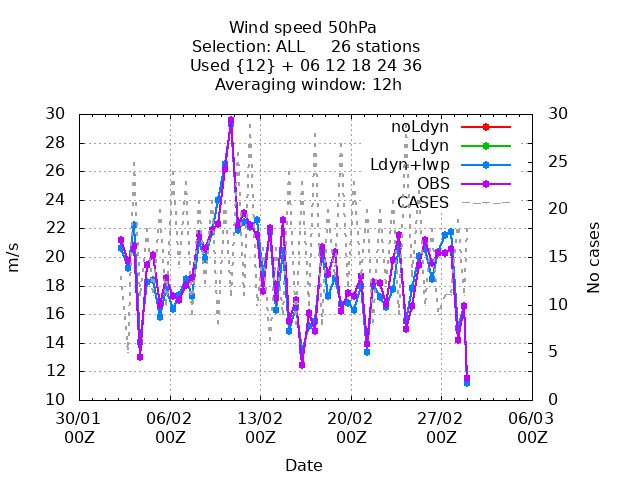 Wind speed 50hPa
Selection: ALL     26 stations
Used {12} + 06 12 18 24 36
Averaging window: 12h
noLdyn
Ldyn
Ldyn+lwp
OBS
CASES
30
28
26
24
22
20
18
16
14
12
10
30
25
20
15
10
5
0
m/s
No cases
30/01 06/02 13/02 20/02 27/02 06/03
00Z 00Z 00Z 00Z 00Z 00Z
Date